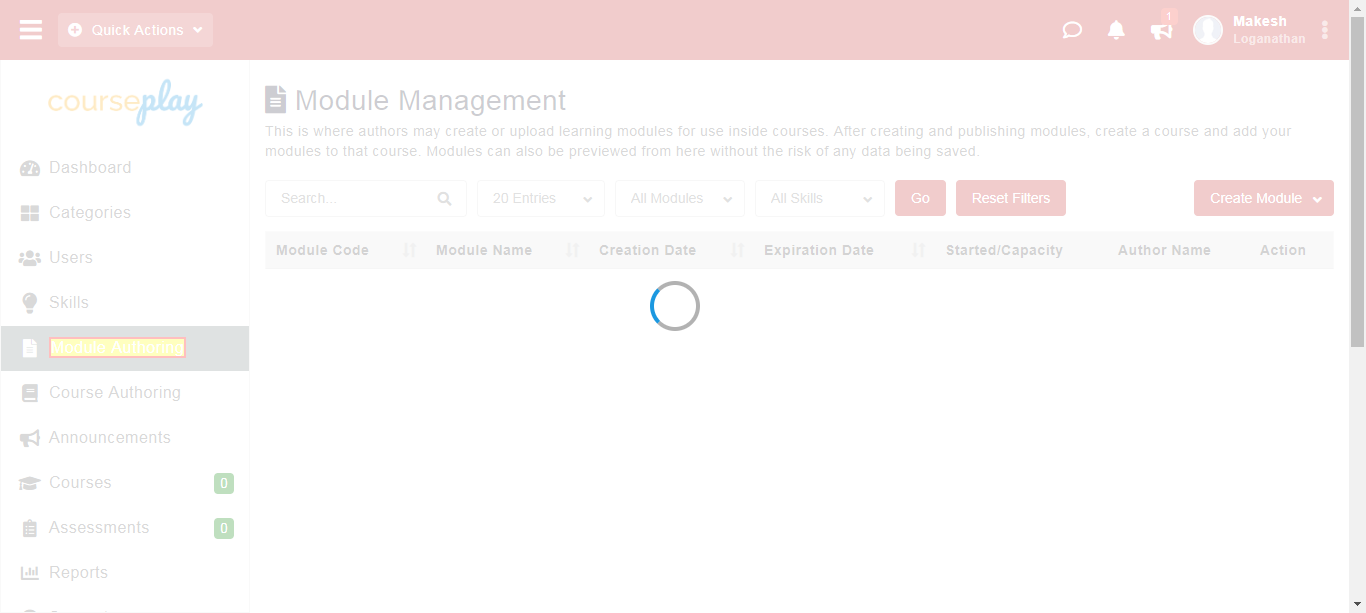 Quick Actions
1
Makesh
Loganathan
courseplay
Dashboard
Categories
Users
Skills
Module Authoring
Course Authoring
Announcements
Courses 0
Assessments 0
Reports
Module Management
This is where authors may create or upload learning modules for use inside courses. After creating and publishing modules, create a course and add your
modules to that course. Modules can also be previewed from here without the risk of any data being saved.
Search... 20 Entries All Modules All Skills Go Reset Filters Create Module
Module Code Module Name Creation Date Expiration Date Started/Capacity Author Name Action